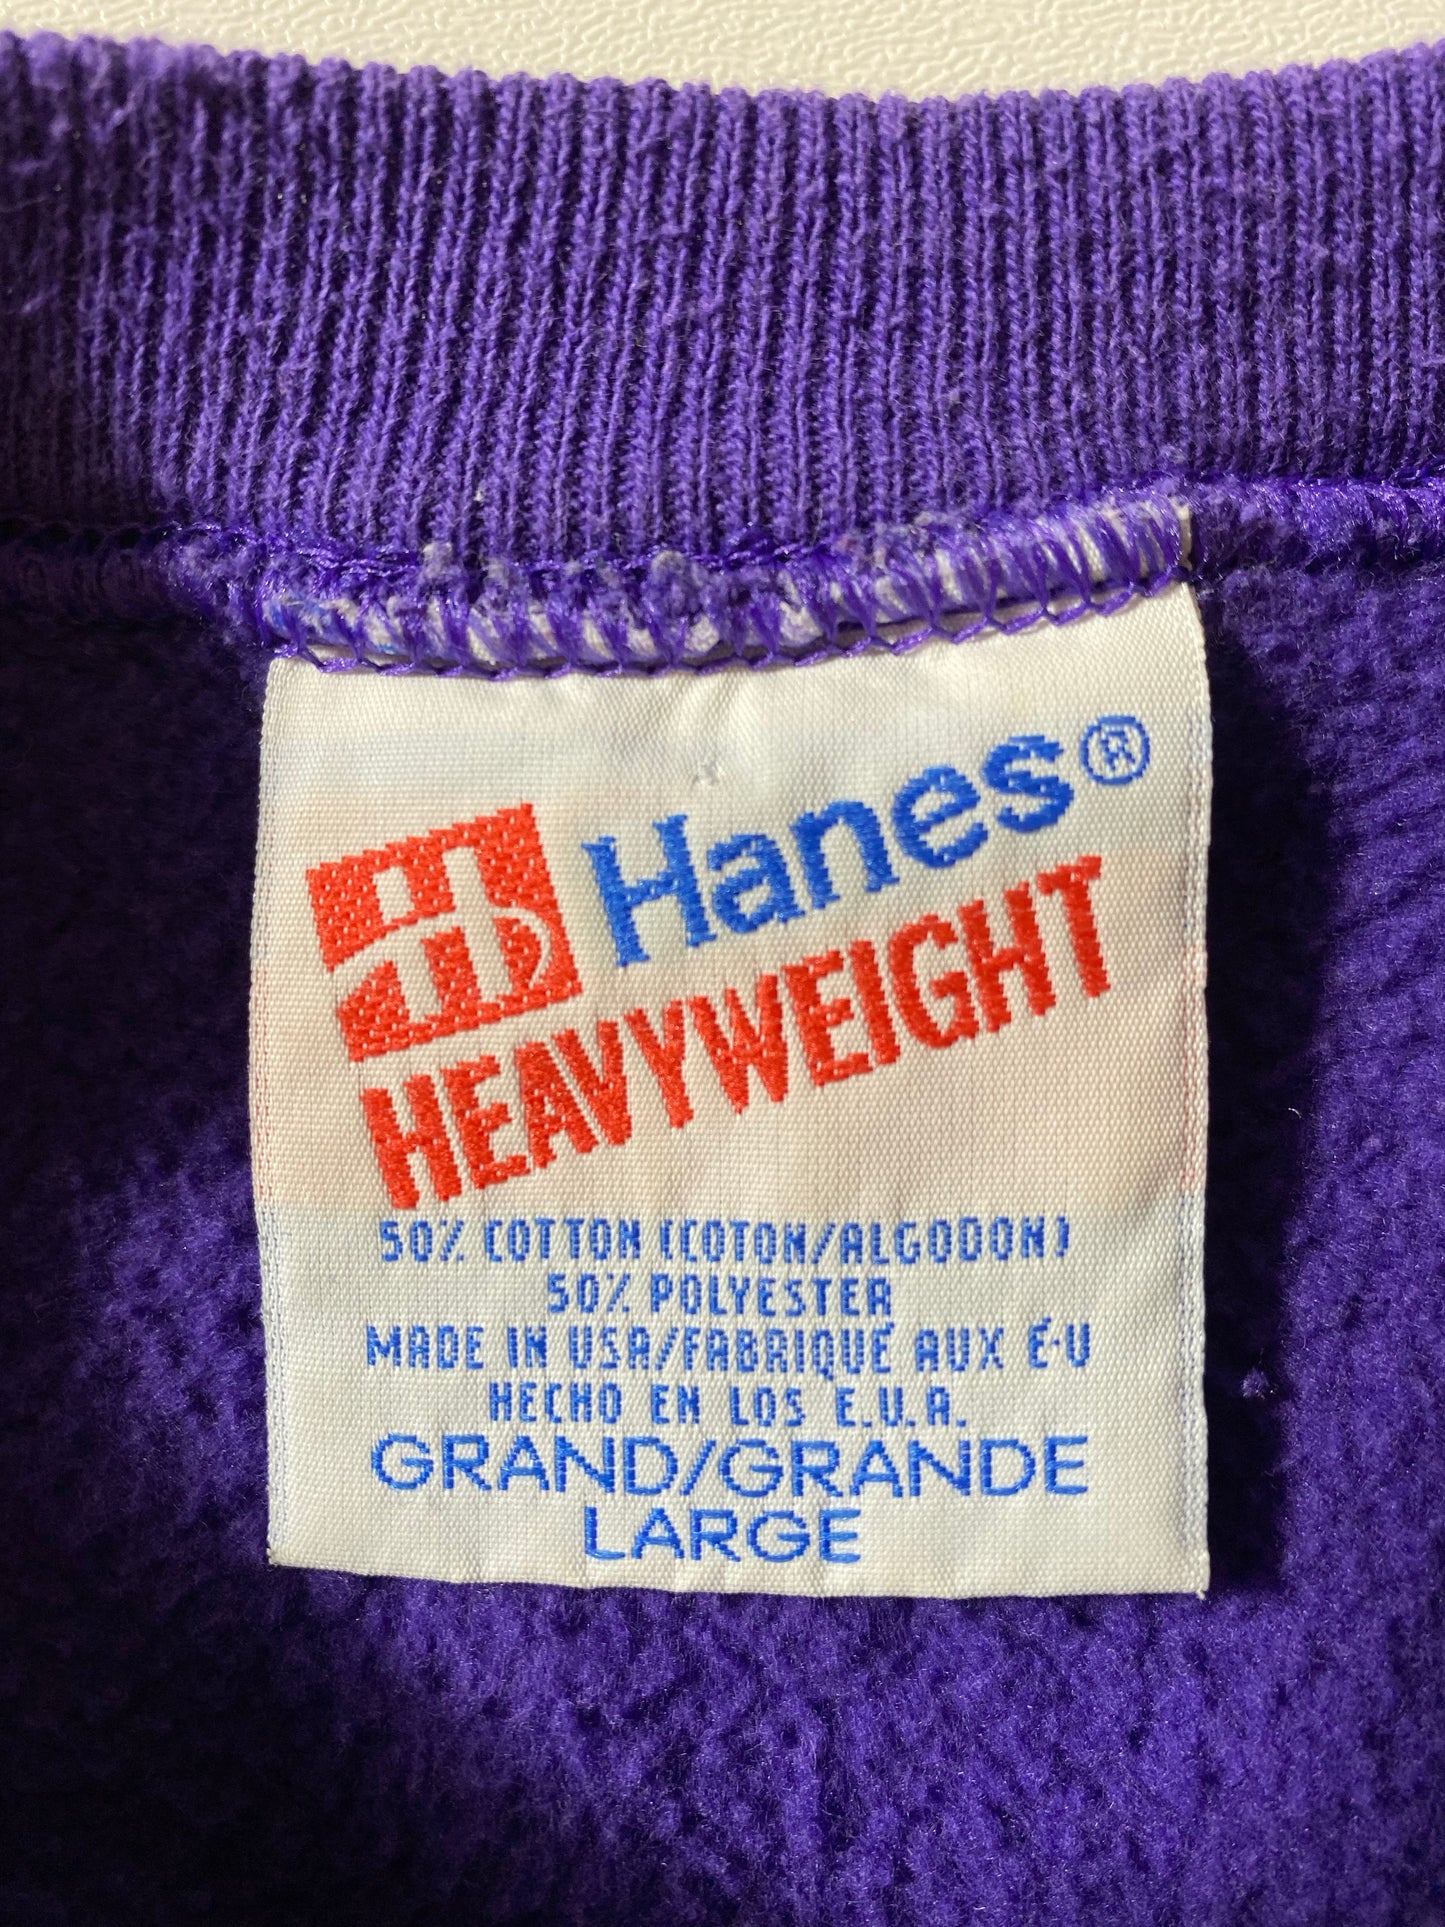 Hanes®
HEAVYWEIGHT
50% COTTON (COTON/ALGODON)
50% POLYESTER
MADE IN USA/FABRIQUÉ AUX É-U
HECHO EN LOS E.U.A.
GRAND/GRANDE
LARGE